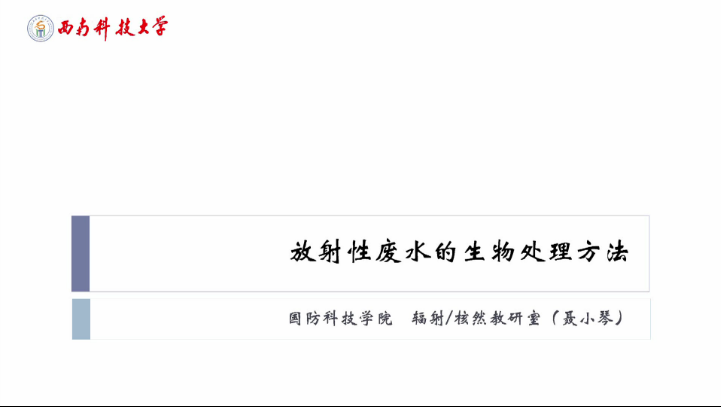 西南科技大学
放射性废水的生物处理方法
国防科技学院 辐射/核然教研室（聂小琴）